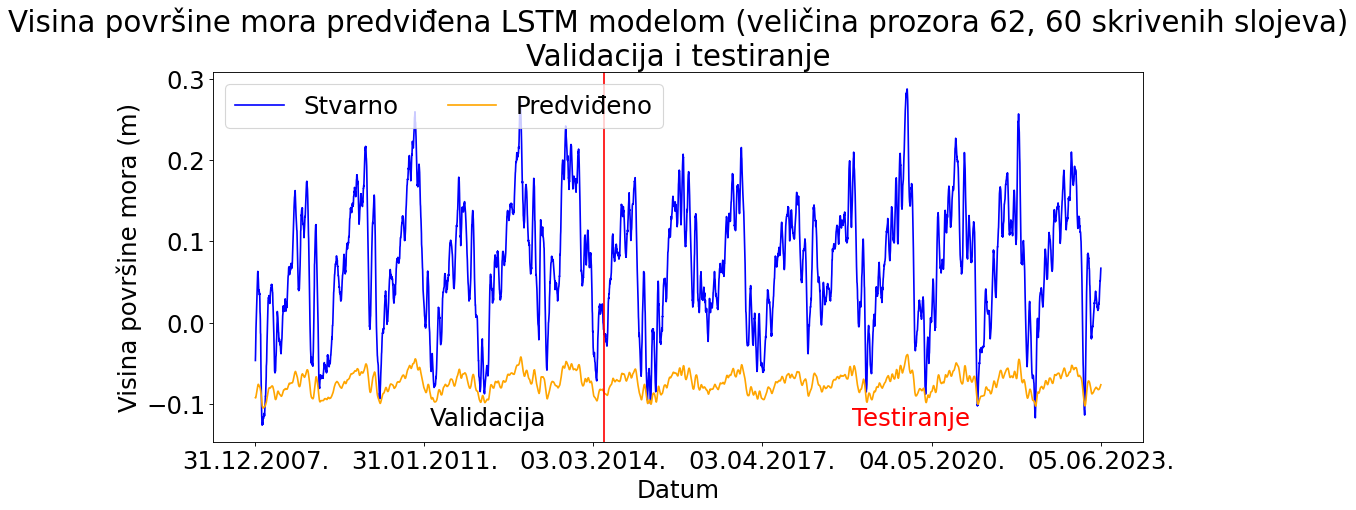 Visina površine mora predviđena LSTM modelom (veličina prozora 62, 60 skrivenih slojeva)
Validacija i testiranje
Stvarno
Predviđeno
Visina površine mora (m)
0.3
0.2
0.1
0.0
−0.1
Validacija
Testiranje
31.12.2007.
31.01.2011.
03.03.2014.
03.04.2017.
04.05.2020.
05.06.2023.
Datum